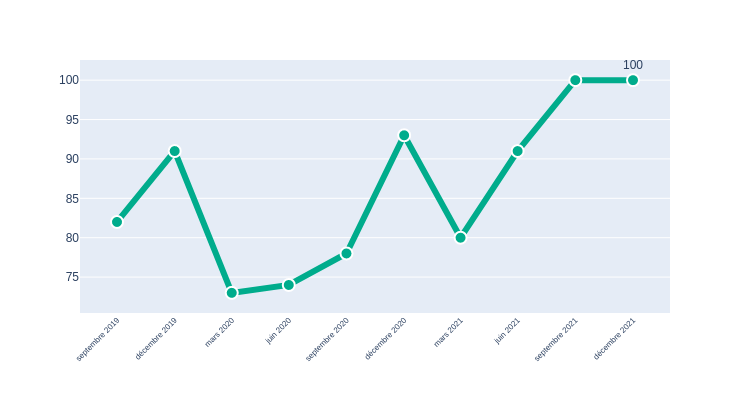 100
100
95
90
85
80
75
septembre 2019
décembre 2019
mars 2020
juin 2020
septembre 2020
décembre 2020
mars 2021
juin 2021
septembre 2021
décembre 2021